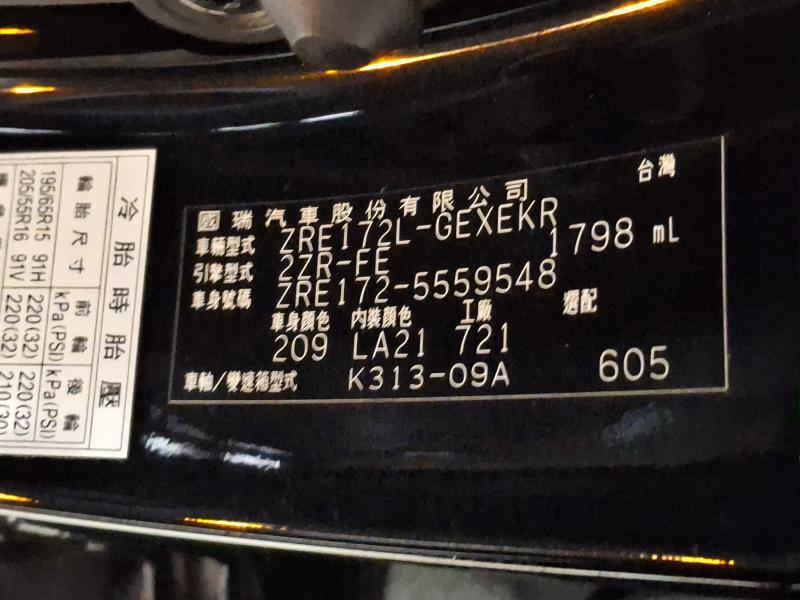 台灣
國瑞汽車股份有限公司
車輛型式 ZRE172L-GEXEKR
引擎型式 2ZR-FE 1798 mL
車身號碼 ZRE172-5559548
車身顏色 內裝顏色 工廠 選配
209 LA21 721
車軸/變速箱型式 K313-09A 605
冷胎時胎壓
輪胎尺寸 前輪 後輪
kPa(PSI) kPa(PSI)
195/65R15 91H 220(32) 220(32)
205/55R16 91V 220(32) 220(32)
210(30)